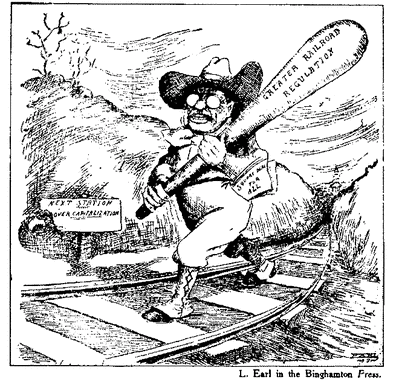 GREATER RAILROAD
REGULATION
NEXT STATION
OVER CAPITALIZATION
L. Earl in the Binghamton Press.